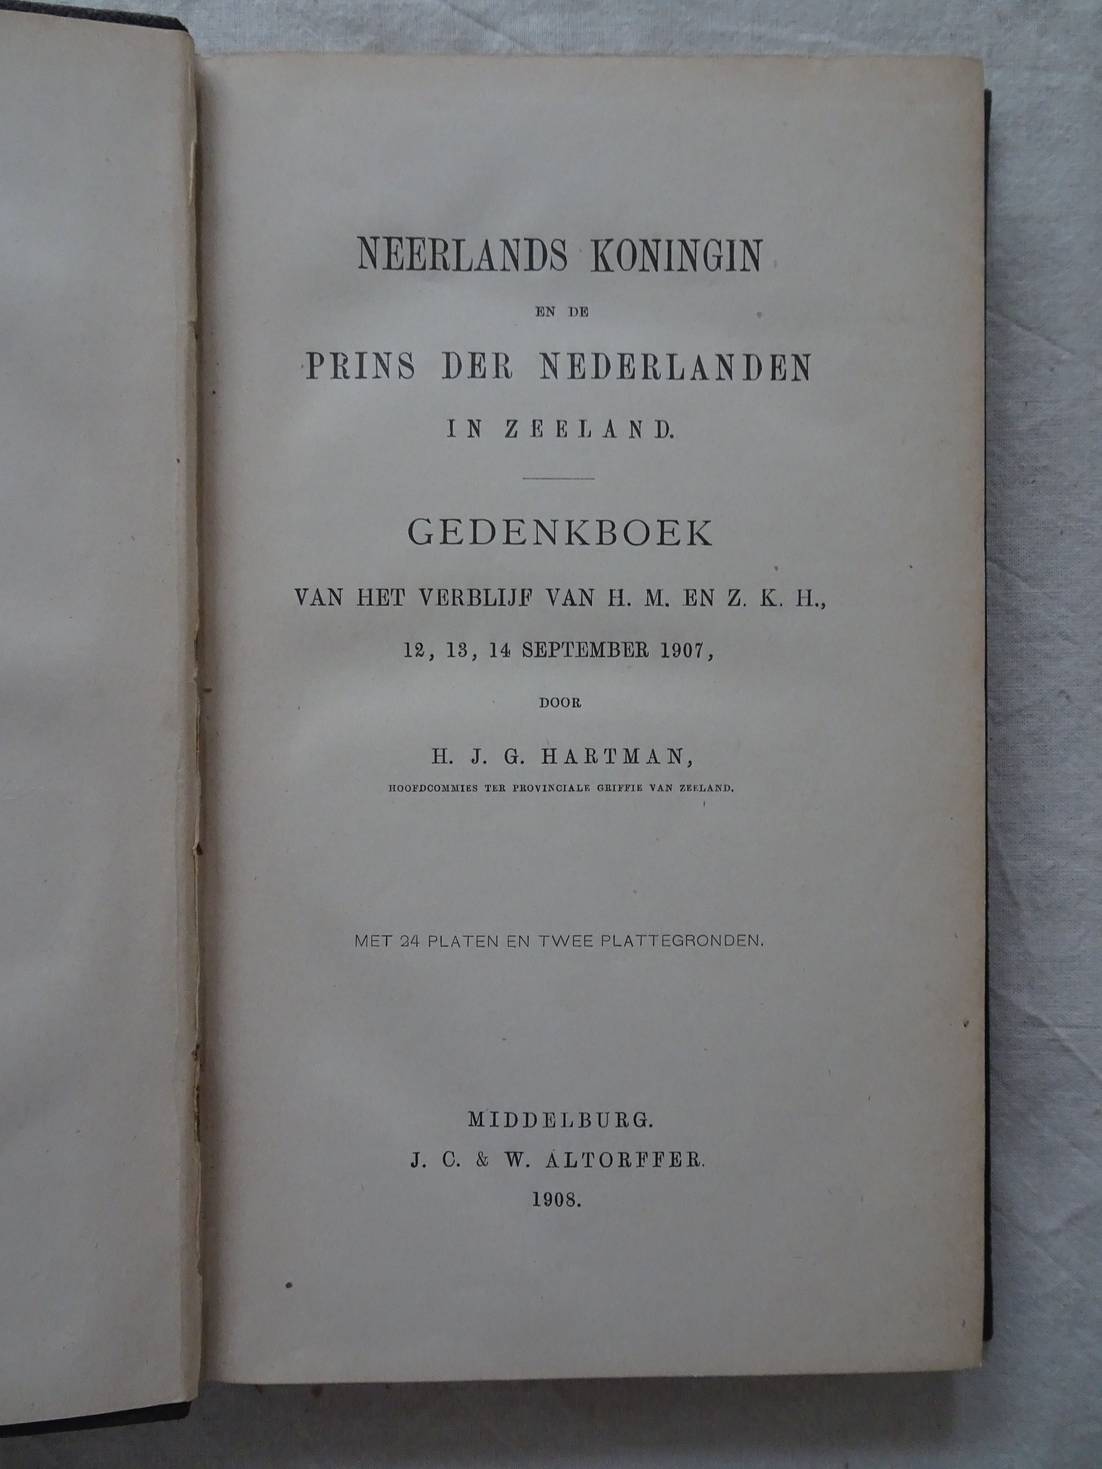 NEERLANDS KONINGIN
EN DE
PRINS DER NEDERLANDEN
IN ZEELAND.
GEDENKBOEK
VAN HET VERBLIJF VAN H. M. EN Z. K. H.,
12, 13, 14 SEPTEMBER 1907,
DOOR
H. J. G. HARTMAN,
HOOFDCOMMIES TER PROVINCIALE GRIFFIE VAN ZEELAND.
MET 24 PLATEN EN TWEE PLATTEGRONDEN.
MIDDELBURG.
J. C. & W. ALTORFFER.
1908.